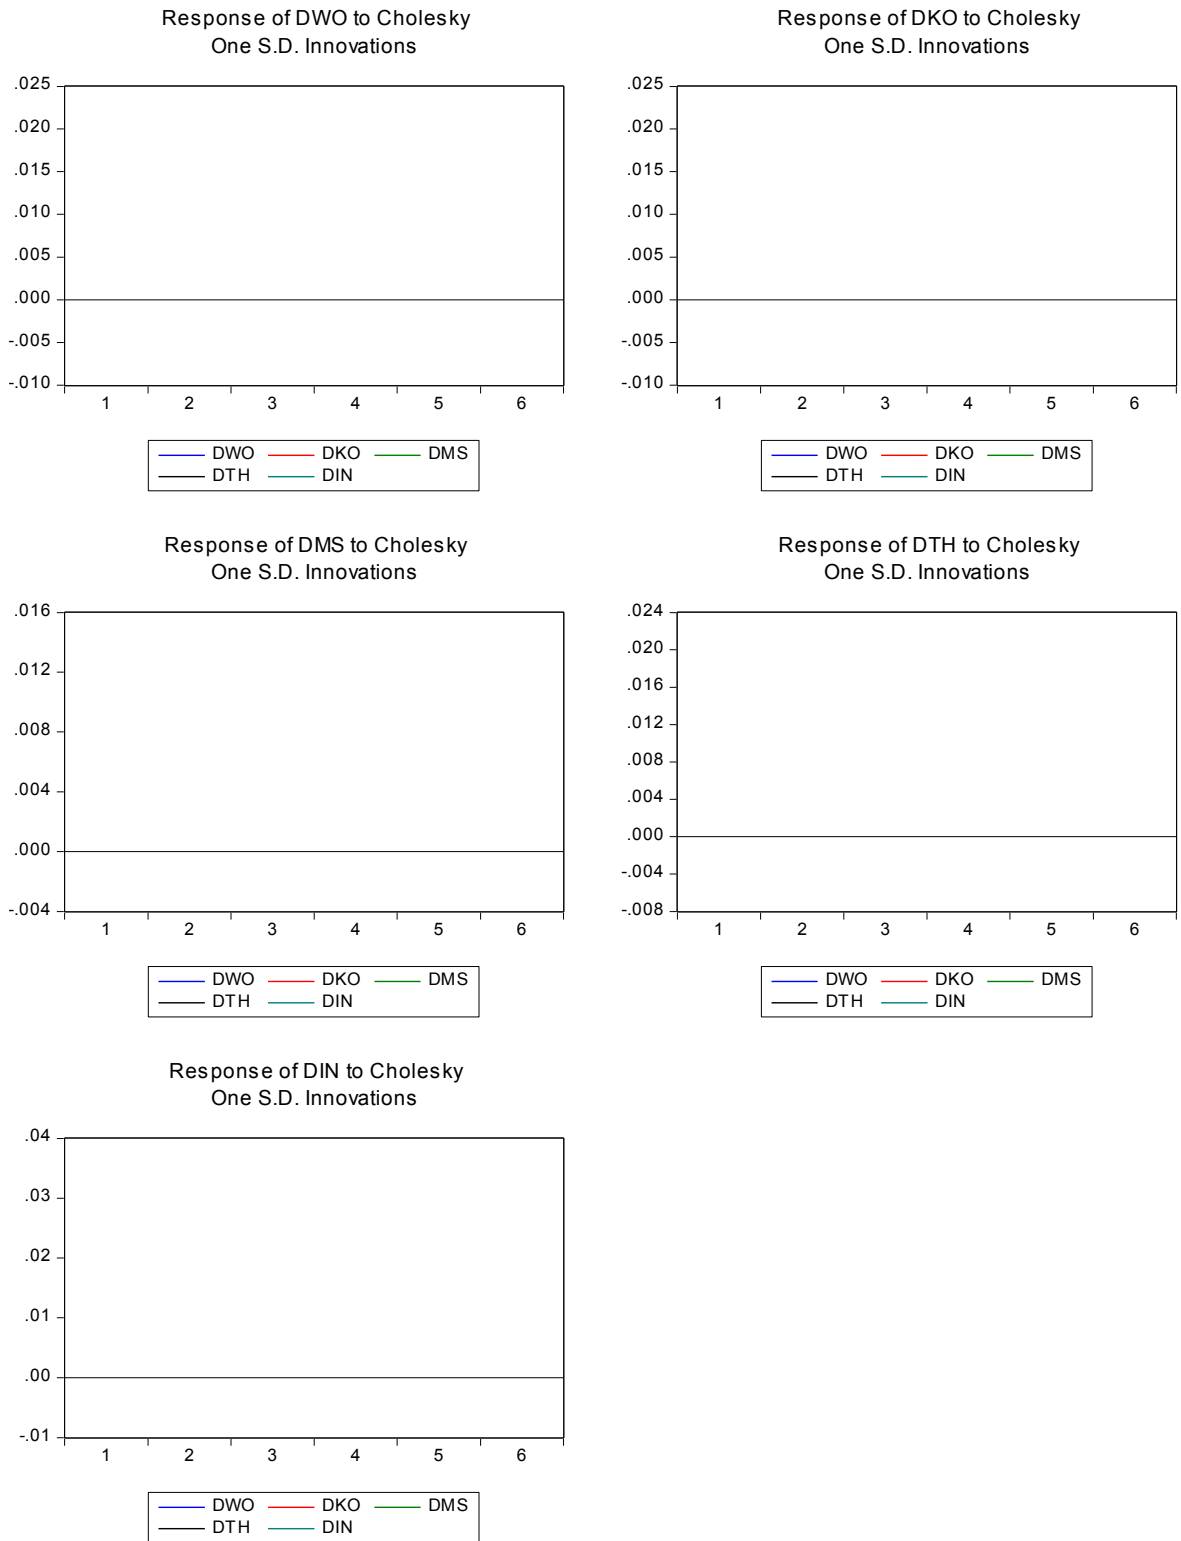 Response of DWO to Cholesky
One S.D. Innovations
.025
.020
.015
.010
.005
.000
-.005
-.010
1 2 3 4 5 6
DWO DKO DMS
DTH DIN
Response of DKO to Cholesky
One S.D. Innovations
.025
.020
.015
.010
.005
.000
-.005
-.010
1 2 3 4 5 6
DWO DKO DMS
DTH DIN
Response of DMS to Cholesky
One S.D. Innovations
.016
.012
.008
.004
.000
-.004
1 2 3 4 5 6
DWO DKO DMS
DTH DIN
Response of DTH to Cholesky
One S.D. Innovations
.024
.020
.016
.012
.008
.004
.000
-.004
-.008
1 2 3 4 5 6
DWO DKO DMS
DTH DIN
Response of DIN to Cholesky
One S.D. Innovations
.04
.03
.02
.01
.00
-.01
1 2 3 4 5 6
DWO DKO DMS
DTH DIN